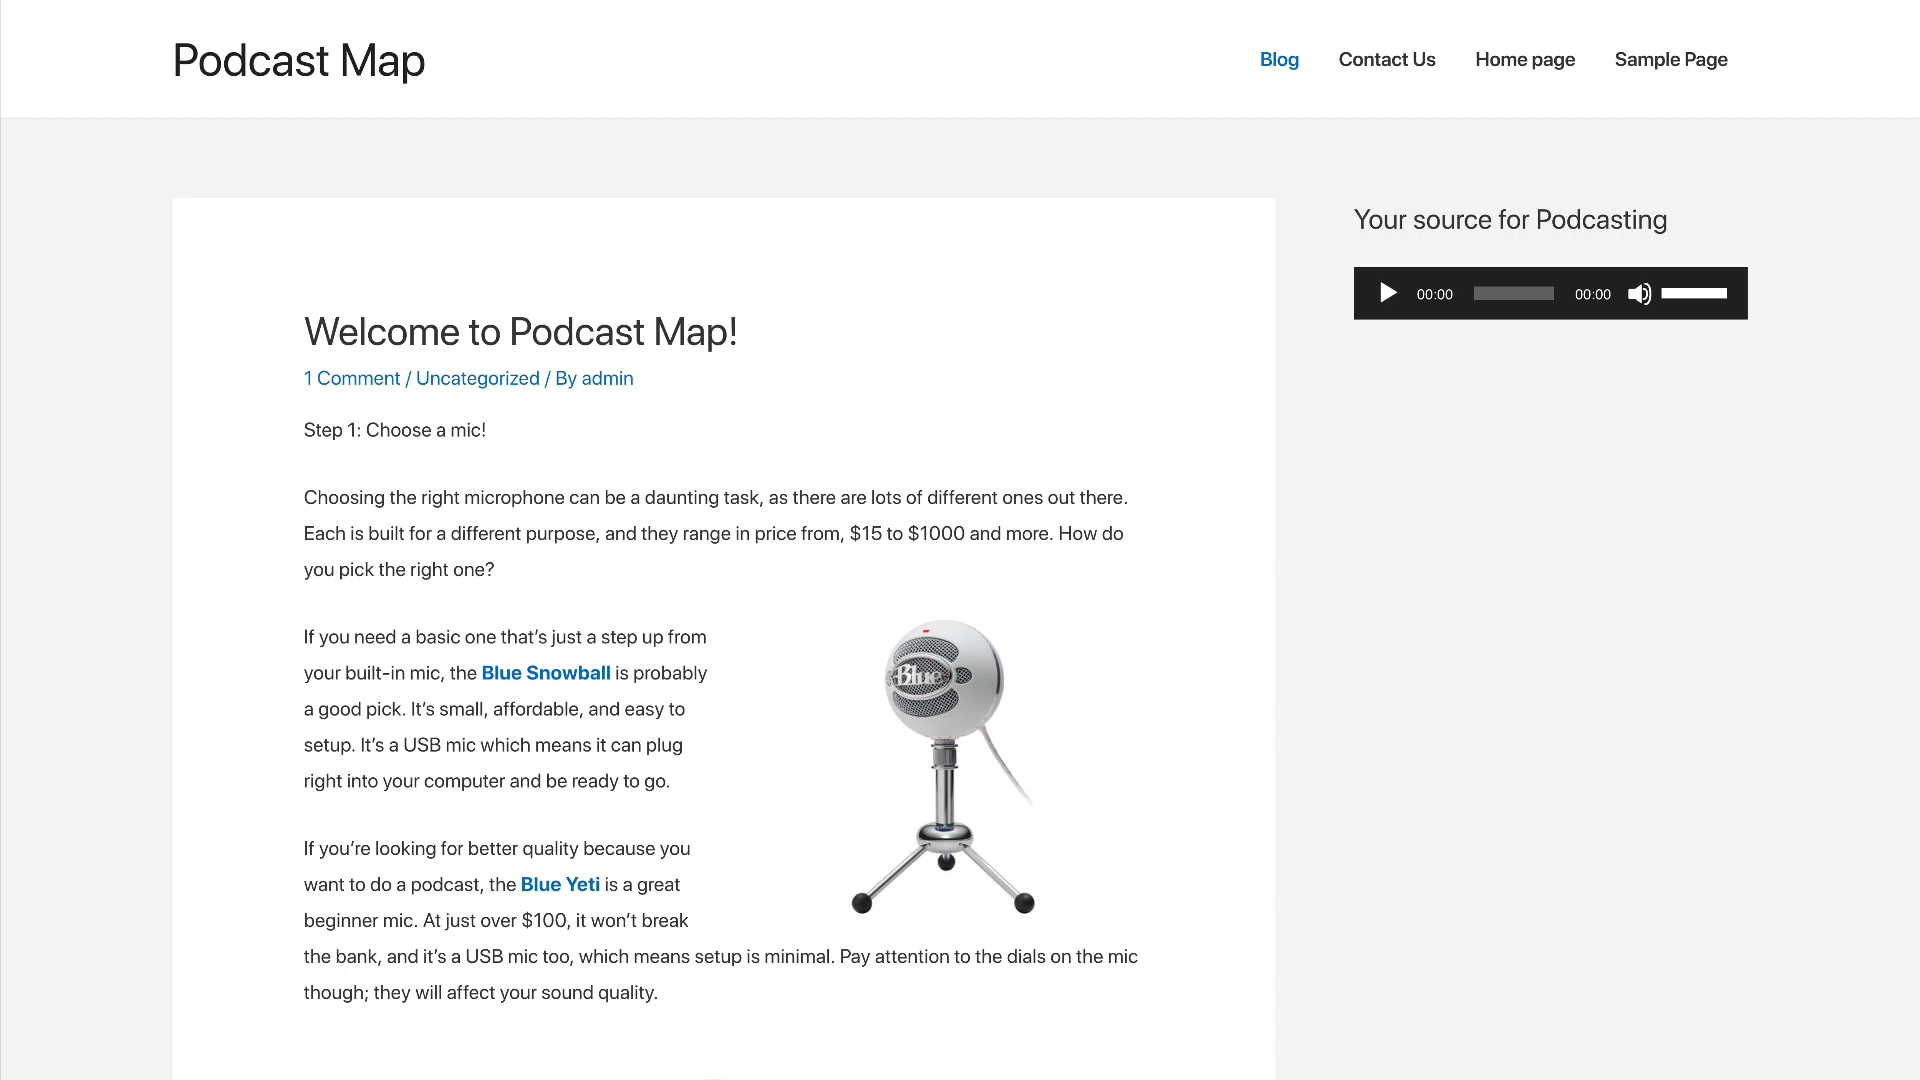 Podcast Map
Blog Contact Us Home page Sample Page
Welcome to Podcast Map!
1 Comment / Uncategorized / By admin
Step 1: Choose a mic!
Choosing the right microphone can be a daunting task, as there are lots of different ones out there.
Each is built for a different purpose, and they range in price from, $15 to $1000 and more. How do
you pick the right one?
If you need a basic one that’s just a step up from
your built-in mic, the Blue Snowball is probably
a good pick. It’s small, affordable, and easy to
setup. It’s a USB mic which means it can plug
right into your computer and be ready to go.
Blue
If you’re looking for better quality because you
want to do a podcast, the Blue Yeti is a great
beginner mic. At just over $100, it won’t break
the bank, and it’s a USB mic too, which means setup is minimal. Pay attention to the dials on the mic
though; they will affect your sound quality.
Your source for Podcasting
00:00 00:00